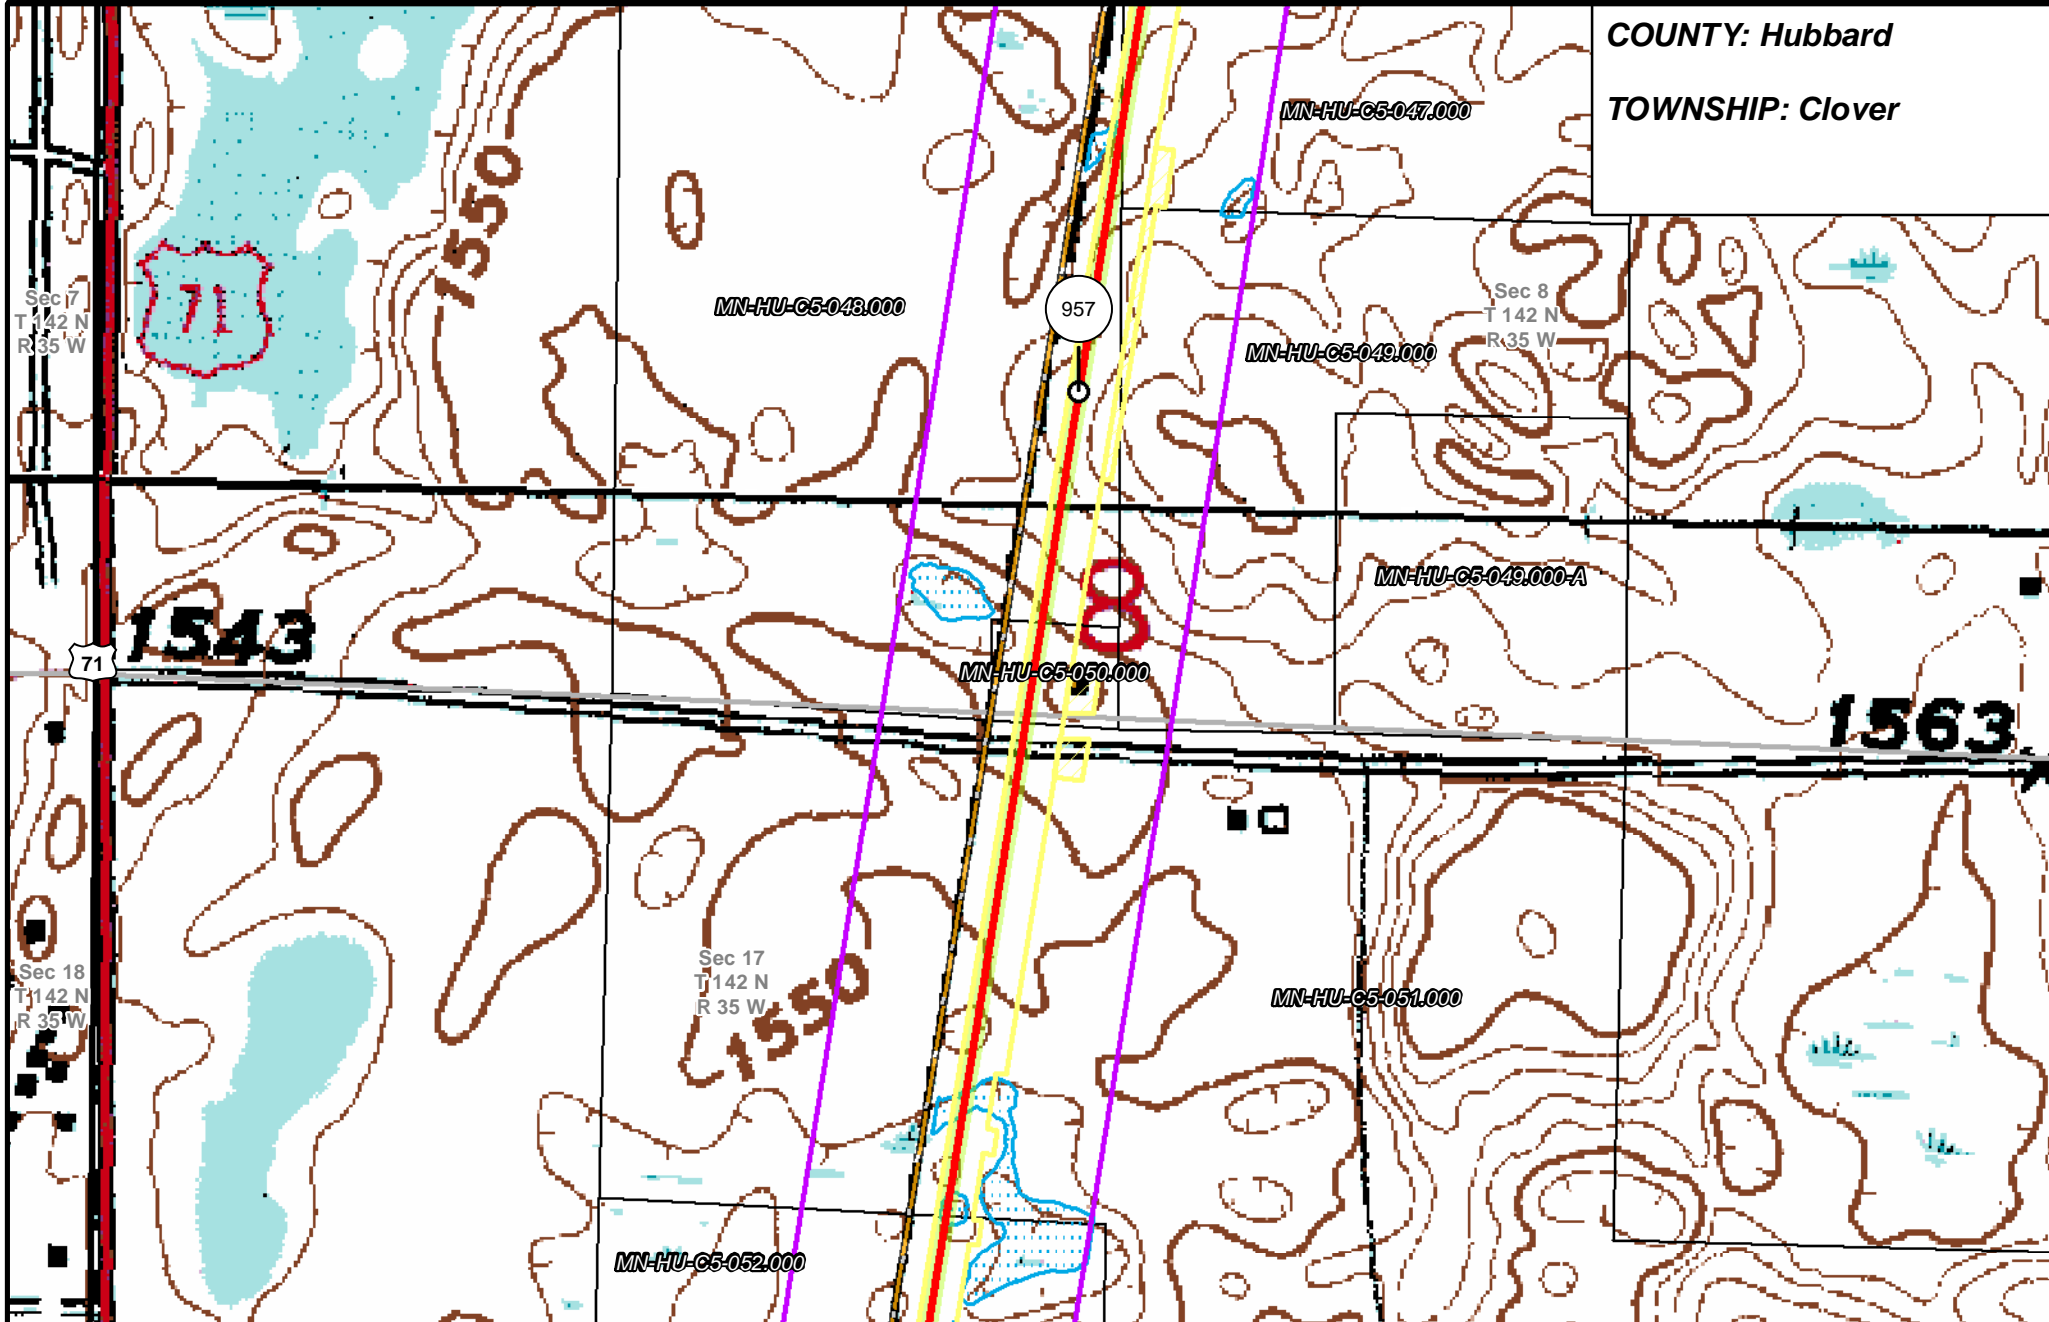 COUNTY: Hubbard
TOWNSHIP: Clover
MN-HU-C5-047.000
1550
71
Sec 7
T 142 N
R 35 W
MN-HU-C5-048.000
957
Sec 8
T 142 N
R 35 W
MN-HU-C5-049.000
8
MN-HU-C5-049.000-A
1543
71
MN-HU-C5-050.000
1563
Sec 17
T 142 N
R 35 W
1550
Sec 18
T 142 N
R 35 W
MN-HU-C5-051.000
MN-HU-C5-052.000